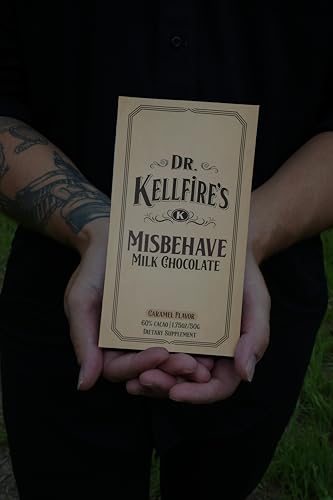 DR.
KELLFIRE'S
K
MISBEHAVE
MILK CHOCOLATE
CARAMEL FLAVOR
60% CACAO | 1.75OZ/50G
DIETARY SUPPLEMENT